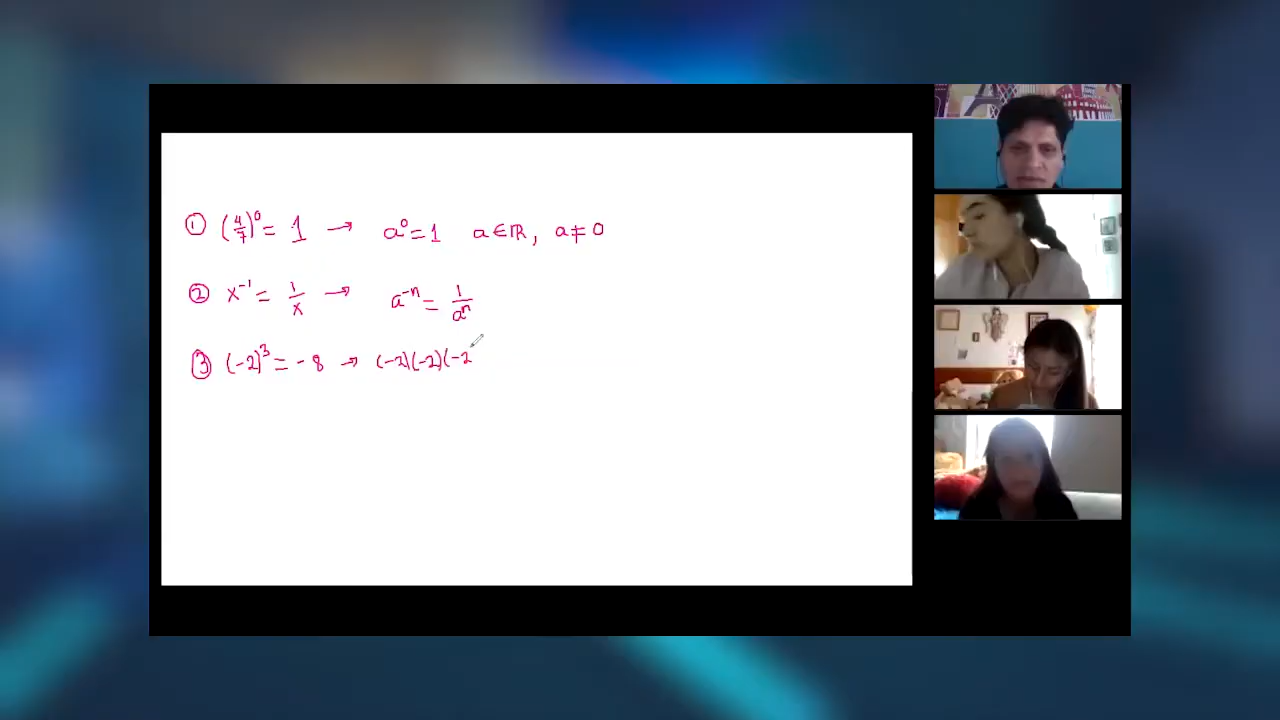 ① (4/7)⁰ = 1 → a⁰ = 1 a ∈ ℝ, a ≠ 0
② x⁻¹ = 1/x → a⁻ⁿ = 1/aⁿ
③ (-2)³ = -8 → (-2)(-2)(-2